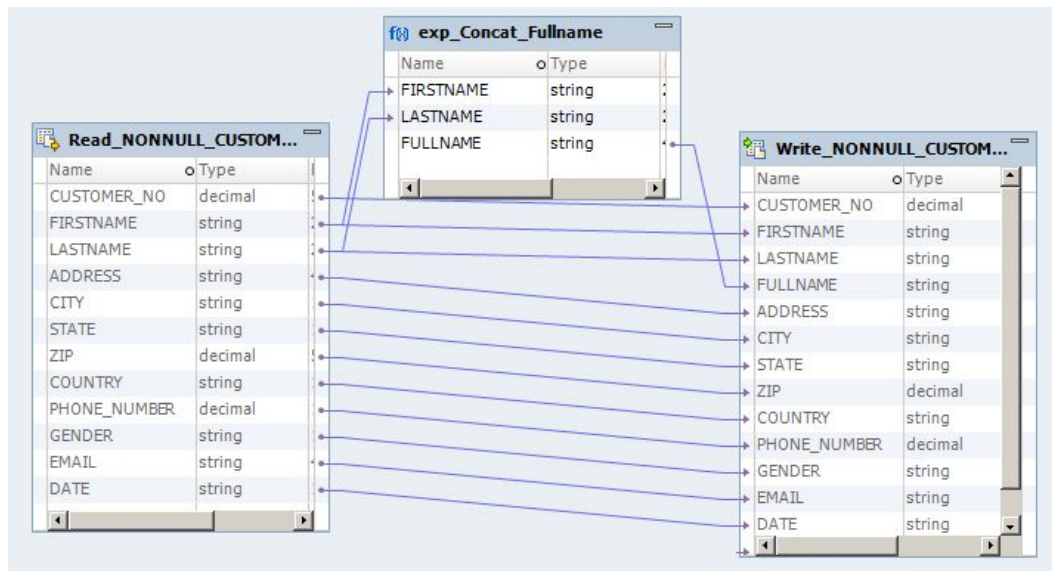 f(x) exp_Concat_Fullname
Name Type
FIRSTNAME string
LASTNAME string
FULLNAME string
Read_NONNULL_CUSTOM...
Name Type
CUSTOMER_NO decimal
FIRSTNAME string
LASTNAME string
ADDRESS string
CITY string
STATE string
ZIP decimal
COUNTRY string
PHONE_NUMBER decimal
GENDER string
EMAIL string
DATE string
Write_NONNULL_CUSTOM...
Name Type
CUSTOMER_NO decimal
FIRSTNAME string
LASTNAME string
FULLNAME string
ADDRESS string
CITY string
STATE string
ZIP decimal
COUNTRY string
PHONE_NUMBER decimal
GENDER string
EMAIL string
DATE string